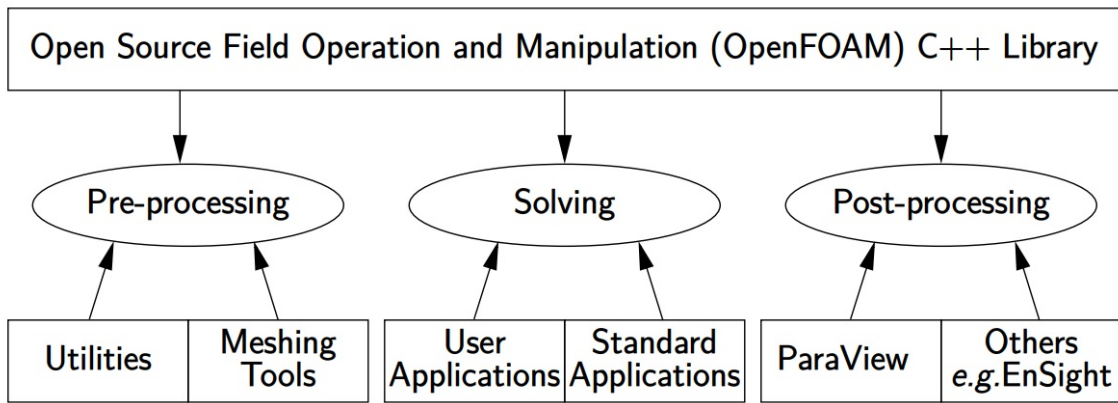 Open Source Field Operation and Manipulation (OpenFOAM) C++ Library
Pre-processing
Solving
Post-processing
Utilities
Meshing
Tools
User
Applications
Standard
Applications
ParaView
Others
e.g.EnSight